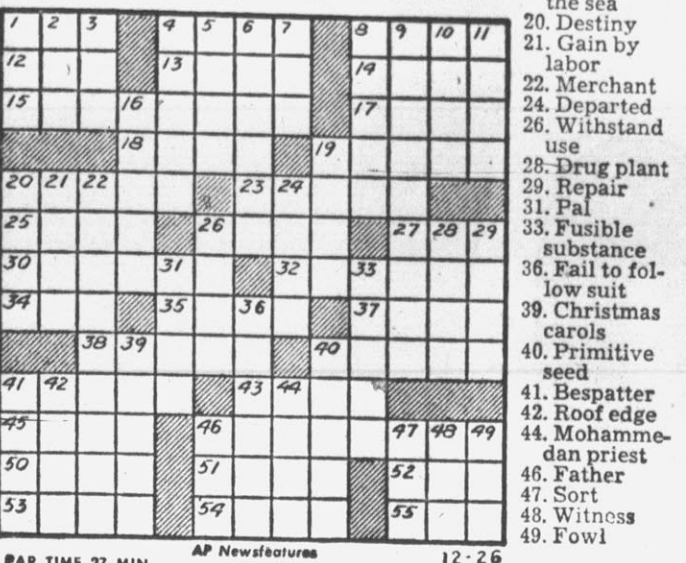 1 2 3 4 5 6 7 8 9 10 11
12 13 14
15 16 17
18 19
20 21 22 23 24
25 26 27 28 29
30 31 32 33
34 35 36 37
38 39 40
41 42 43 44
45 46 47 48 49
50 51 52
53 54 55
PAR TIME 27 MIN.
AP Newsfeatures
12-26
the sea
20. Destiny
21. Gain by
labor
22. Merchant
24. Departed
26. Withstand
use
28. Drug plant
29. Repair
31. Pal
33. Fusible
substance
36. Fail to fol-
low suit
39. Christmas
carols
40. Primitive
seed
41. Bespatter
42. Roof edge
44. Mohamme-
dan priest
46. Father
47. Sort
48. Witness
49. Fowl